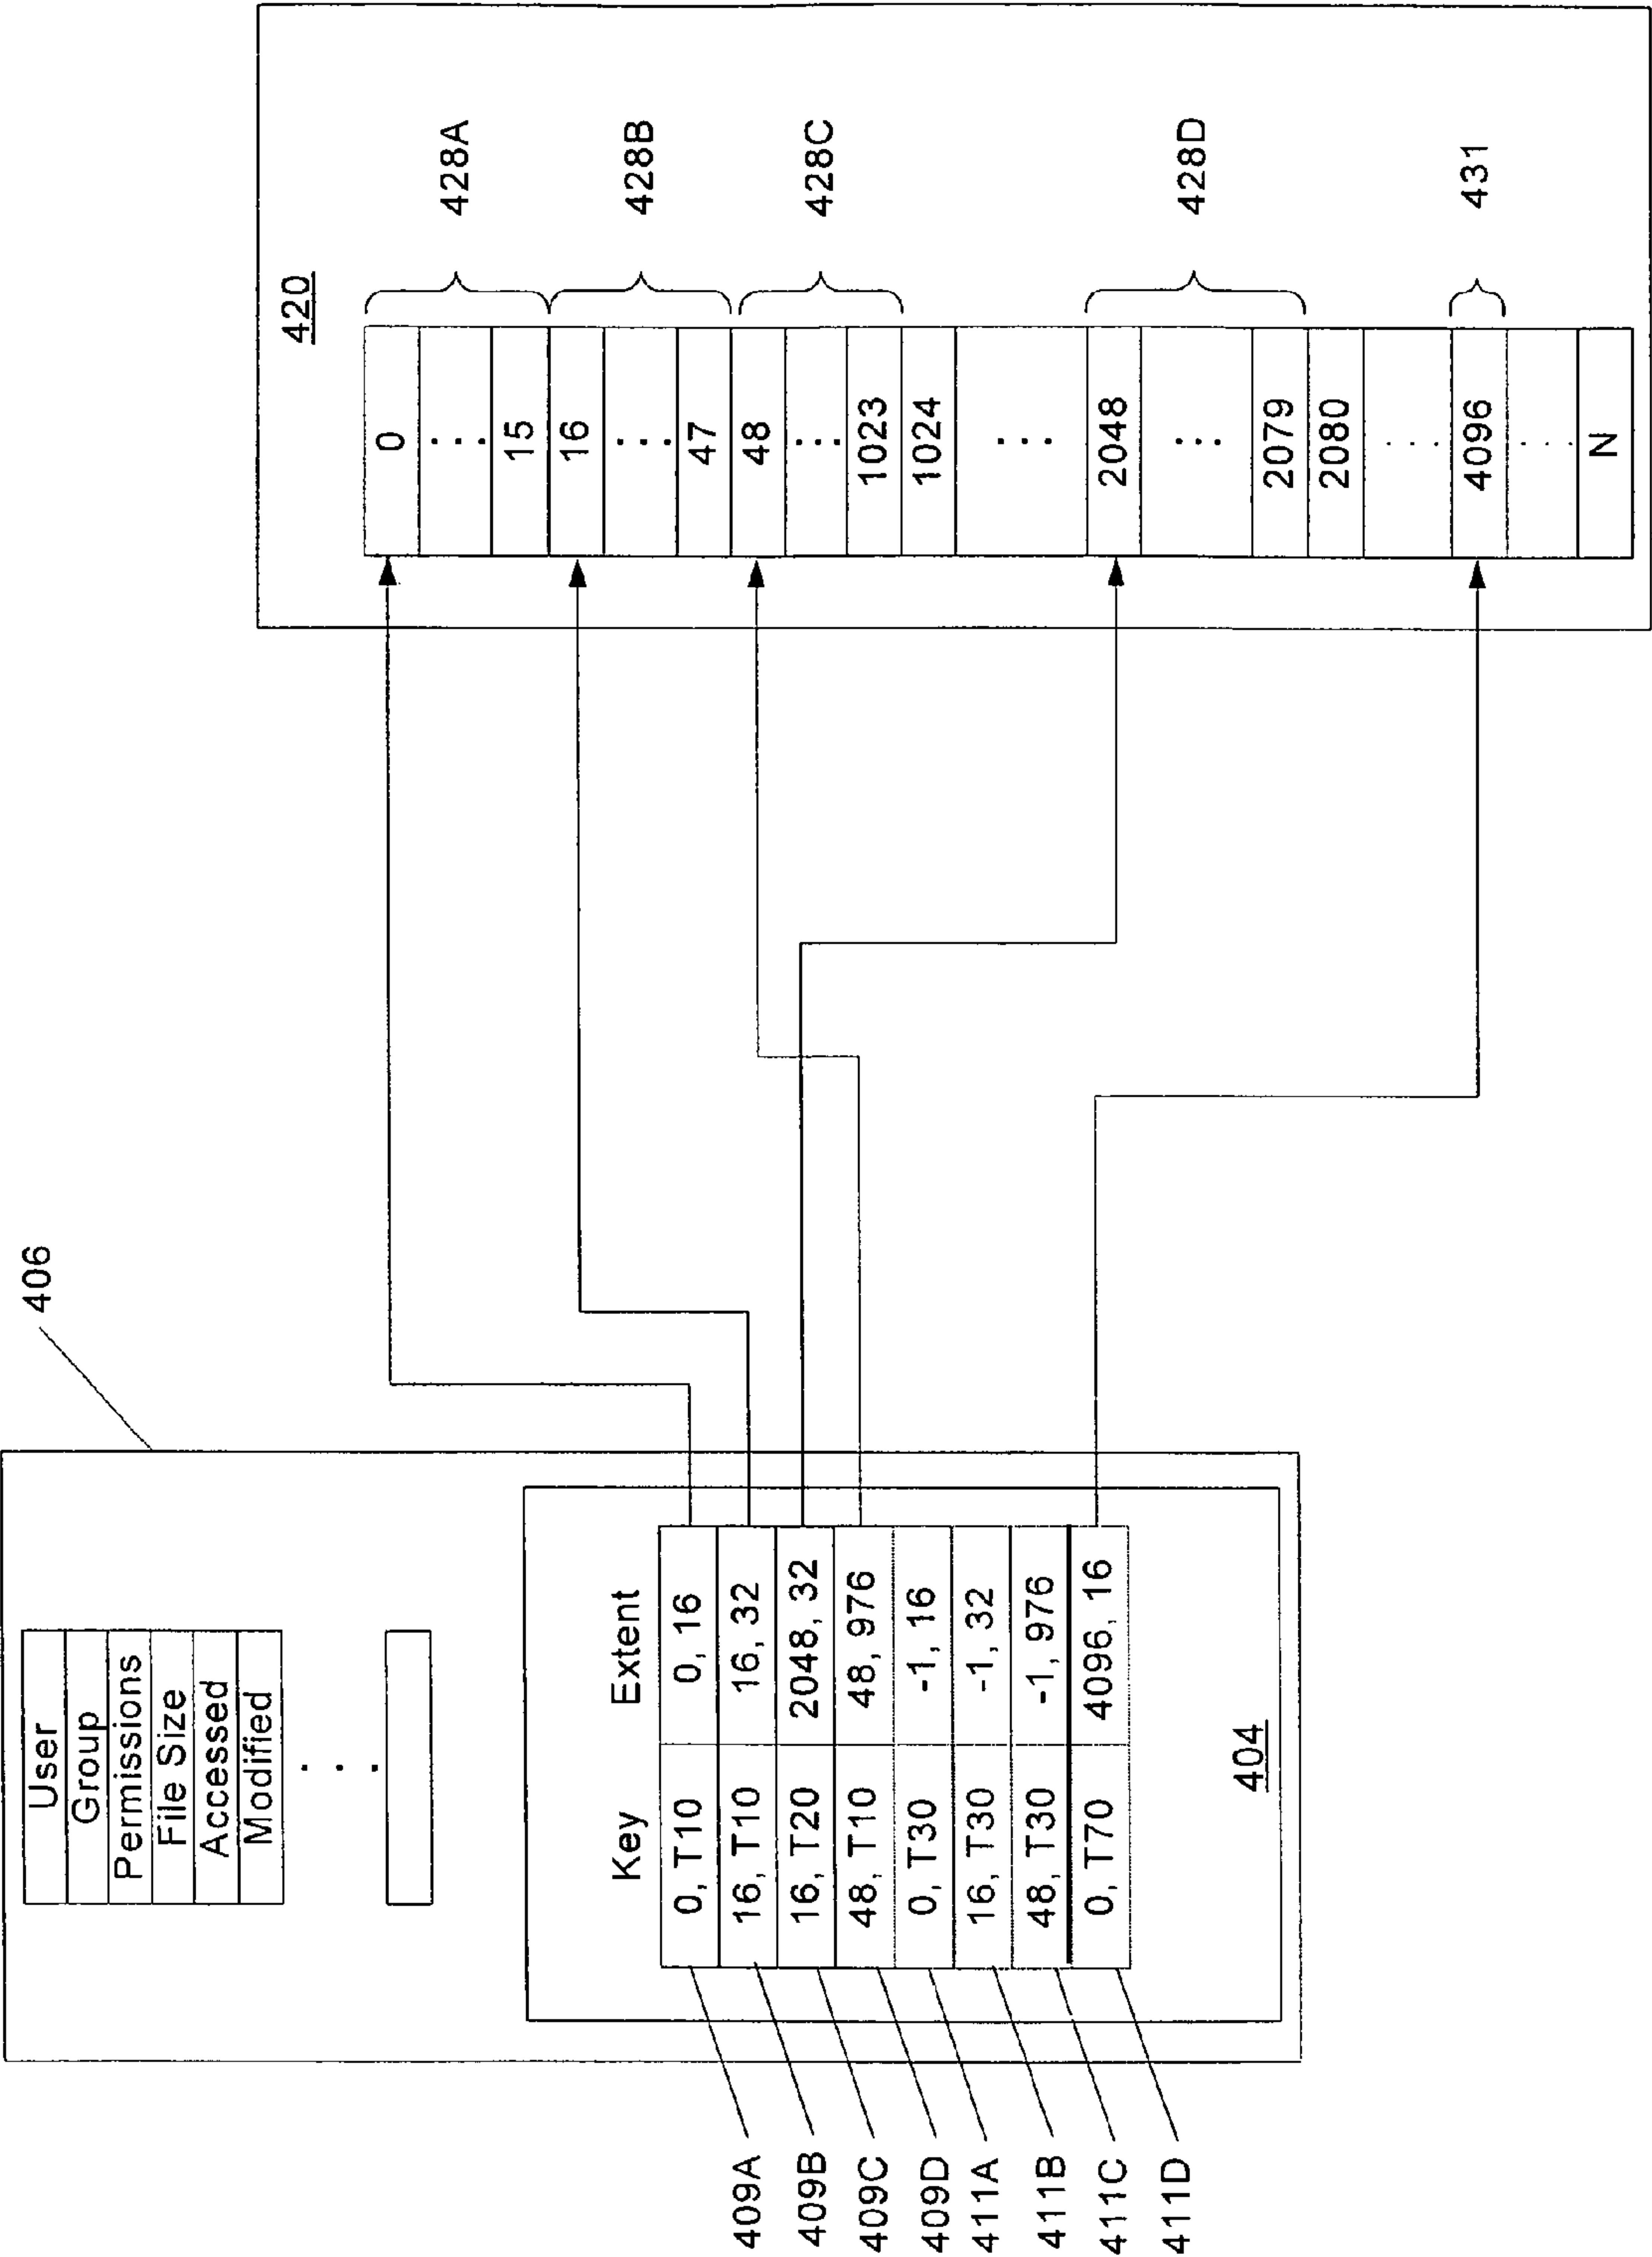 406
User
Group
Permissions
File Size
Accessed
Modified
. . .
Key Extent
0, T10 0, 16
16, T10 16, 32
16, T20 2048, 32
48, T10 48, 976
0, T30 -1, 16
16, T30 -1, 32
48, T30 -1, 976
0, T70 4096, 16
404
409A
409B
409C
409D
411A
411B
411C
411D
420
0
...
15
16
...
47
48
...
1023
1024
...
2048
...
2079
2080
....
4096
....
N
428A
428B
428C
428D
431